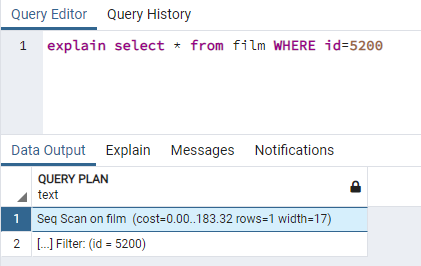 Query Editor Query History
1 explain select * from film WHERE id=5200
Data Output Explain Messages Notifications
QUERY PLAN
text
1 Seq Scan on film (cost=0.00..183.32 rows=1 width=17)
2 [...] Filter: (id = 5200)